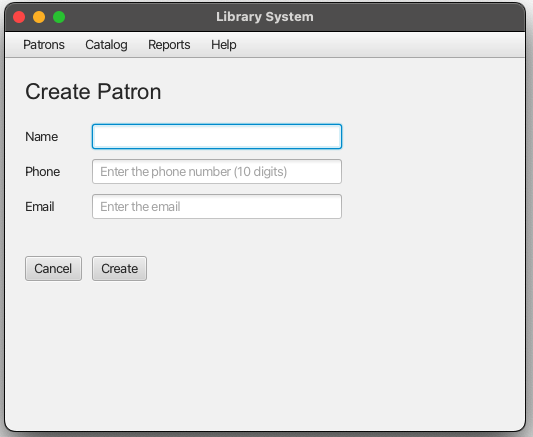 Library System
Patrons Catalog Reports Help
Create Patron
Name
Phone Enter the phone number (10 digits)
Email Enter the email
Cancel Create